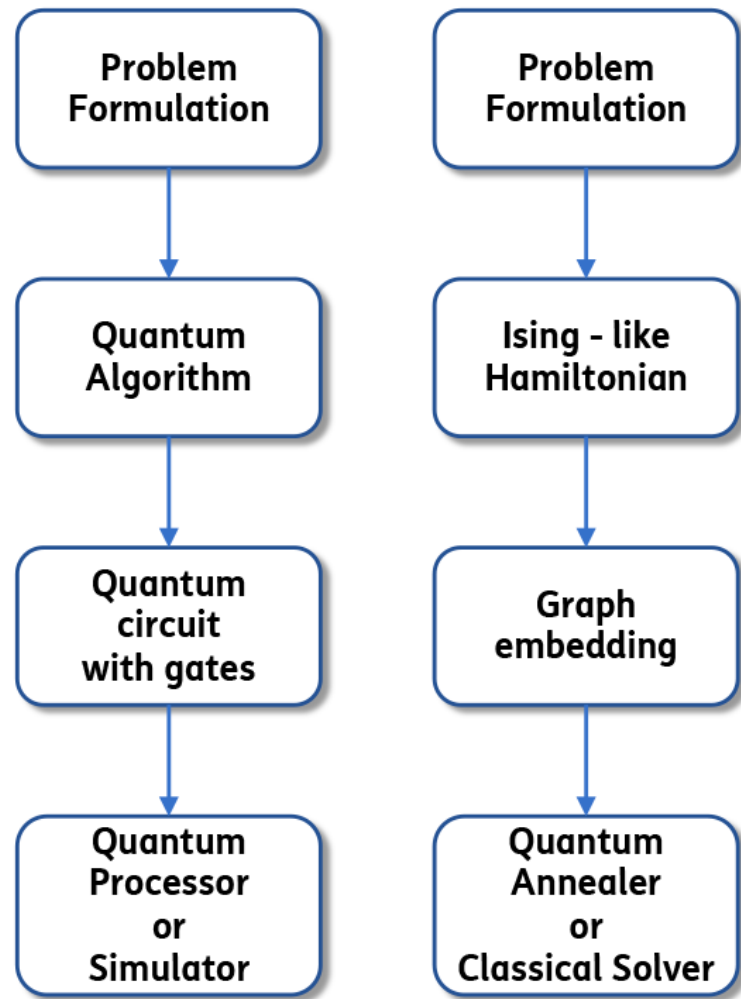 Problem
Formulation
Quantum
Algorithm
Quantum
circuit
with gates
Quantum
Processor
or
Simulator
Problem
Formulation
Ising - like
Hamiltonian
Graph
embedding
Quantum
Annealer
or
Classical Solver